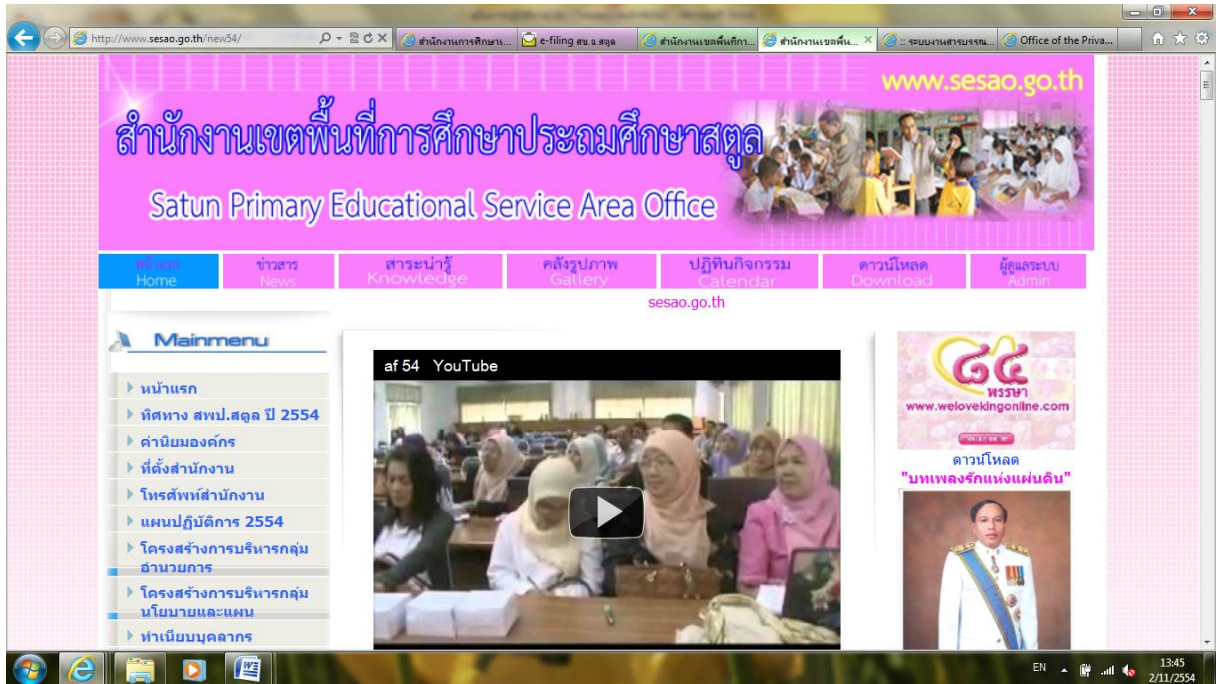 http://www.sesao.go.th/new54/
สำนักงานการศึกษาเ...
e-filing ศธ.จ.สตูล
สำนักงานเขตพื้นที่กา...
สำนักงานเขตพื้น...
:: ระบบงานสารบรรณ...
Office of the Priva...
www.sesao.go.th
สำนักงานเขตพื้นที่การศึกษาประถมศึกษาสตูล
Satun Primary Educational Service Area Office
หน้าแรก ข่าวสาร สาระน่ารู้ คลังรูปภาพ ปฏิทินกิจกรรม ดาวน์โหลด ผู้ดูแลระบบ
Home News Knowledge Gallery Calendar Download Admin
sesao.go.th
Mainmenu
หน้าแรก
ทิศทาง สพป.สตูล ปี 2554
ค่านิยมองค์กร
ที่ตั้งสำนักงาน
โทรศัพท์สำนักงาน
แผนปฏิบัติการ 2554
โครงสร้างการบริหารกลุ่ม
อำนวยการ
โครงสร้างการบริหารกลุ่ม
นโยบายและแผน
ทำเนียบบุคลากร
af 54 YouTube
๘๔
พรรษา
www.welovekingonline.com
ดาวน์โหลด
"บทเพลงรักแห่งแผ่นดิน"
EN
13:45
2/11/2554